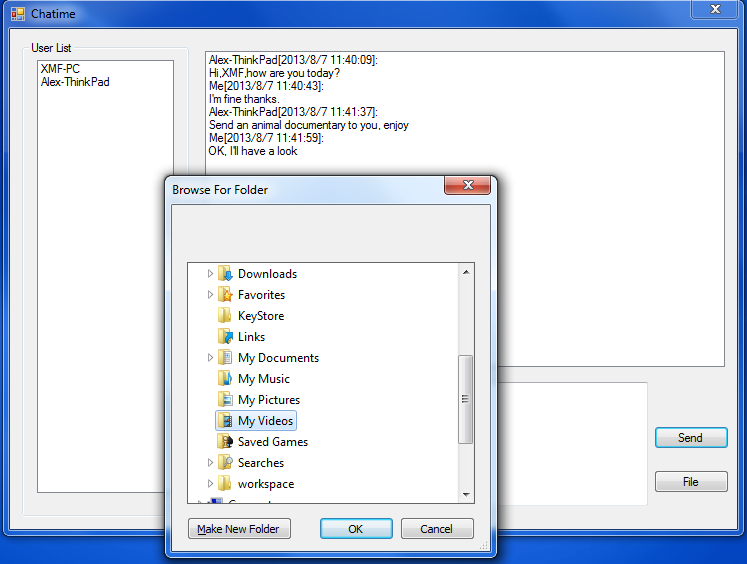 Chatime
User List
XMF-PC
Alex-ThinkPad
Alex-ThinkPad[2013/8/7 11:40:09]:
Hi,XMF,how are you today?
Me[2013/8/7 11:40:43]:
I'm fine thanks.
Alex-ThinkPad[2013/8/7 11:41:37]:
Send an animal documentary to you, enjoy
Me[2013/8/7 11:41:59]:
OK, I'll have a look
Browse For Folder
Downloads
Favorites
KeyStore
Links
My Documents
My Music
My Pictures
My Videos
Saved Games
Searches
workspace
Make New Folder
OK
Cancel
Send
File